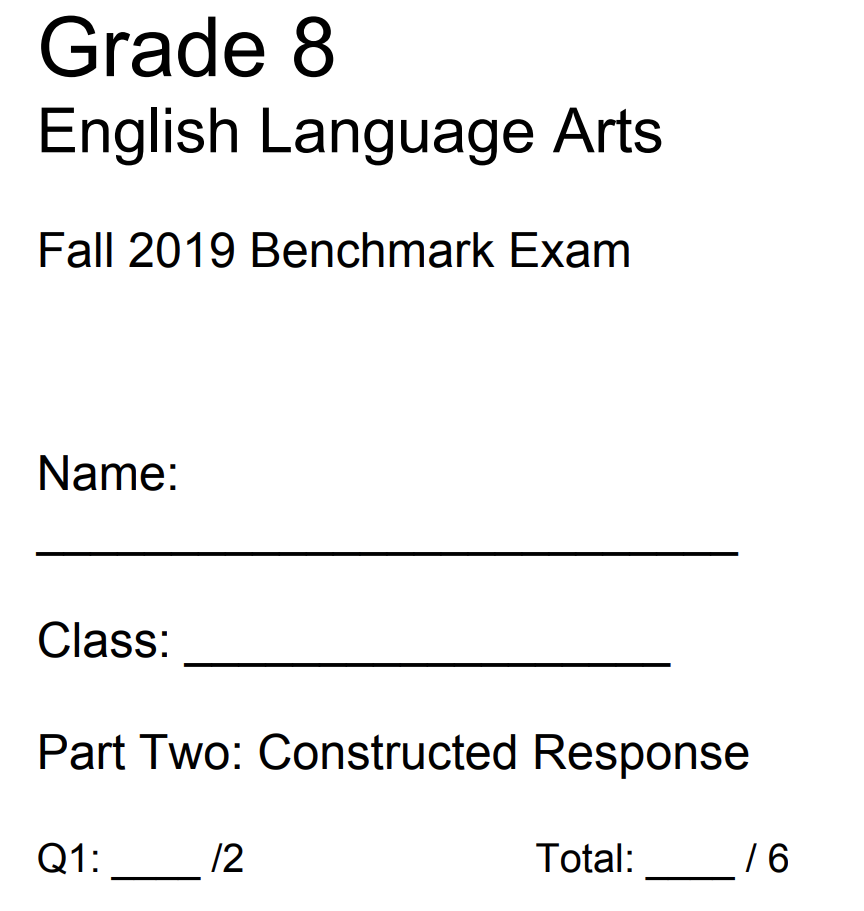 Grade 8
English Language Arts
Fall 2019 Benchmark Exam
Name:
__________________________
Class: __________________
Part Two: Constructed Response
Q1: ____ /2 Total: ____ / 6